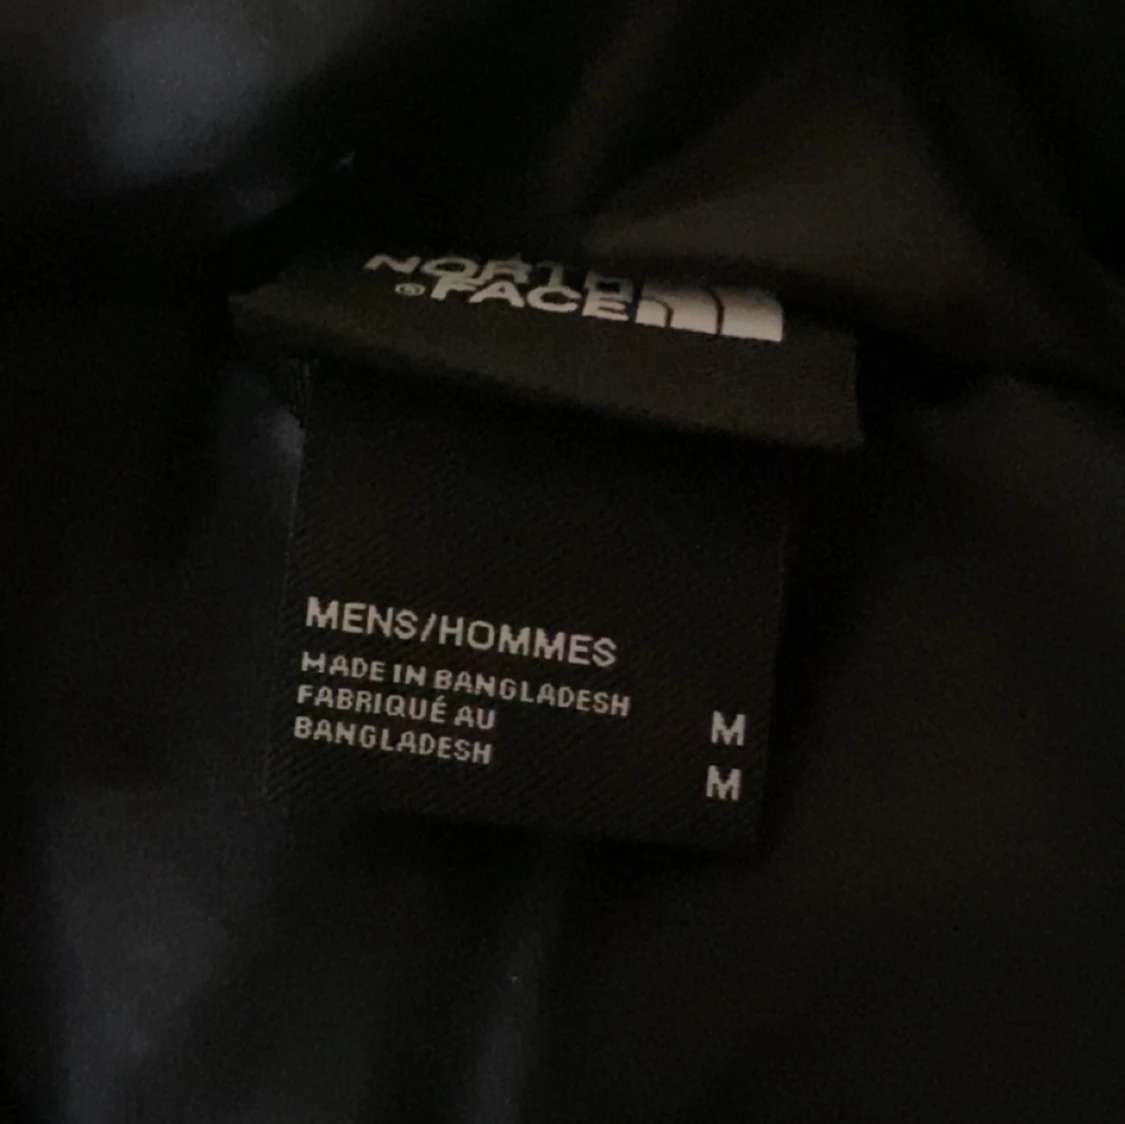 NORTH
® FACE
MENS/HOMMES
MADE IN BANGLADESH
FABRIQUÉ AU
BANGLADESH
M
M